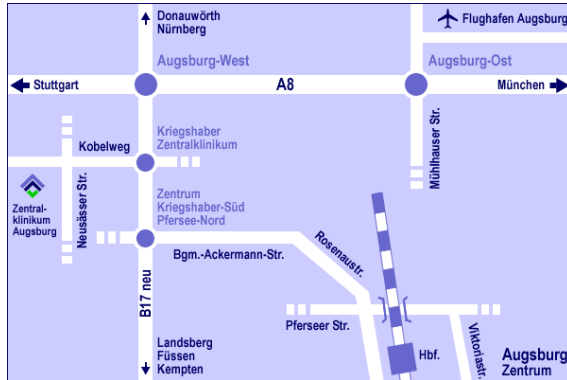 Donauwörth
Nürnberg
Flughafen Augsburg
Augsburg-West
Augsburg-Ost
Stuttgart
A8
München
Mühlhauser Str.
Kriegshaber
Zentralklinikum
Kobelweg
Neusässer Str.
Zentral-
klinikum
Augsburg
Zentrum
Kriegshaber-Süd
Pfersee-Nord
Bgm.-Ackermann-Str.
Rosenaustr.
B17 neu
Pferseer Str.
Viktoriastr.
Landsberg
Füssen
Kempten
Hbf.
Augsburg
Zentrum